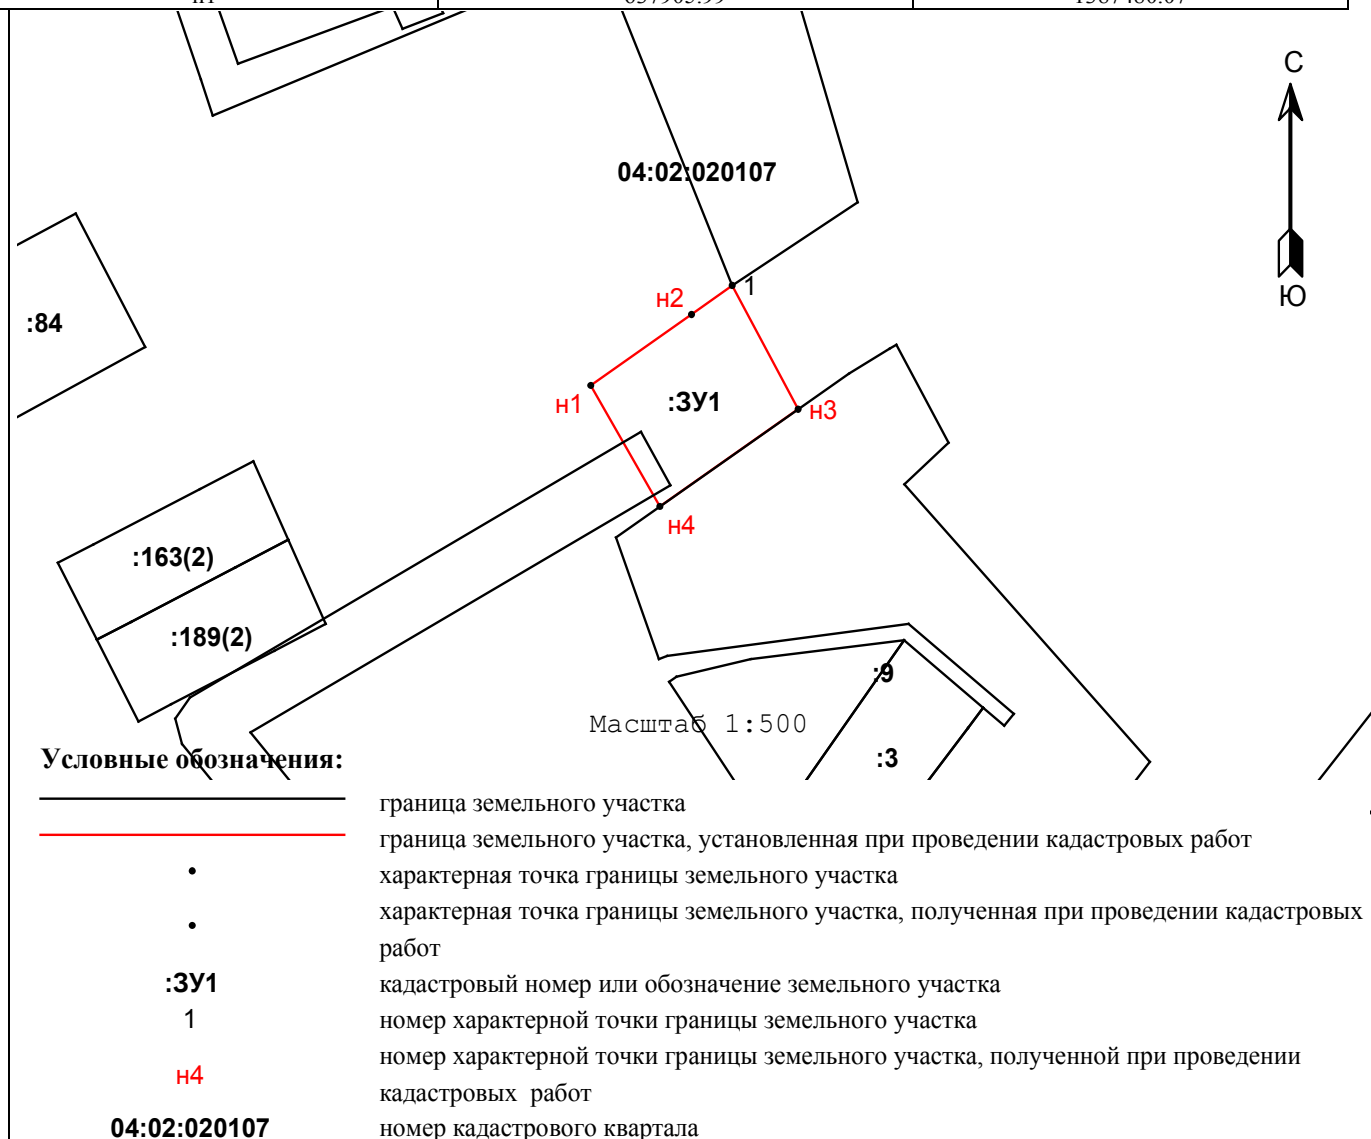 С
04:02:020107
1
н2
Ю
:84
н1
:ЗУ1
н3
н4
:163(2)
:189(2)
:9
Масштаб 1:500
:3
Условные обозначения:
граница земельного участка
граница земельного участка, установленная при проведении кадастровых работ
характерная точка границы земельного участка
характерная точка границы земельного участка, полученная при проведении кадастровых
работ
:ЗУ1 кадастровый номер или обозначение земельного участка
1 номер характерной точки границы земельного участка
номер характерной точки границы земельного участка, полученной при проведении
н4
кадастровых работ
04:02:020107 номер кадастрового квартала